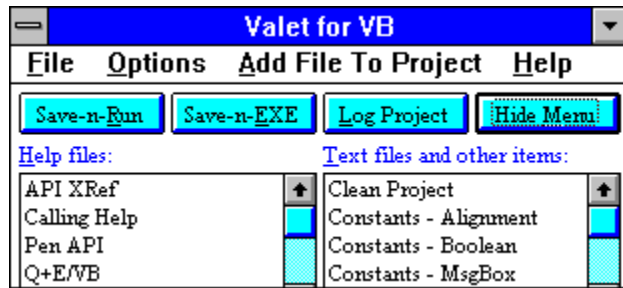 Valet for VB
File Options Add File To Project Help
Save-n-Run Save-n-EXE Log Project Hide Menu
Help files: Text files and other items:
API XRef Clean Project
Calling Help Constants - Alignment
Pen API Constants - Boolean
Q+E/VB Constants - MsgBox